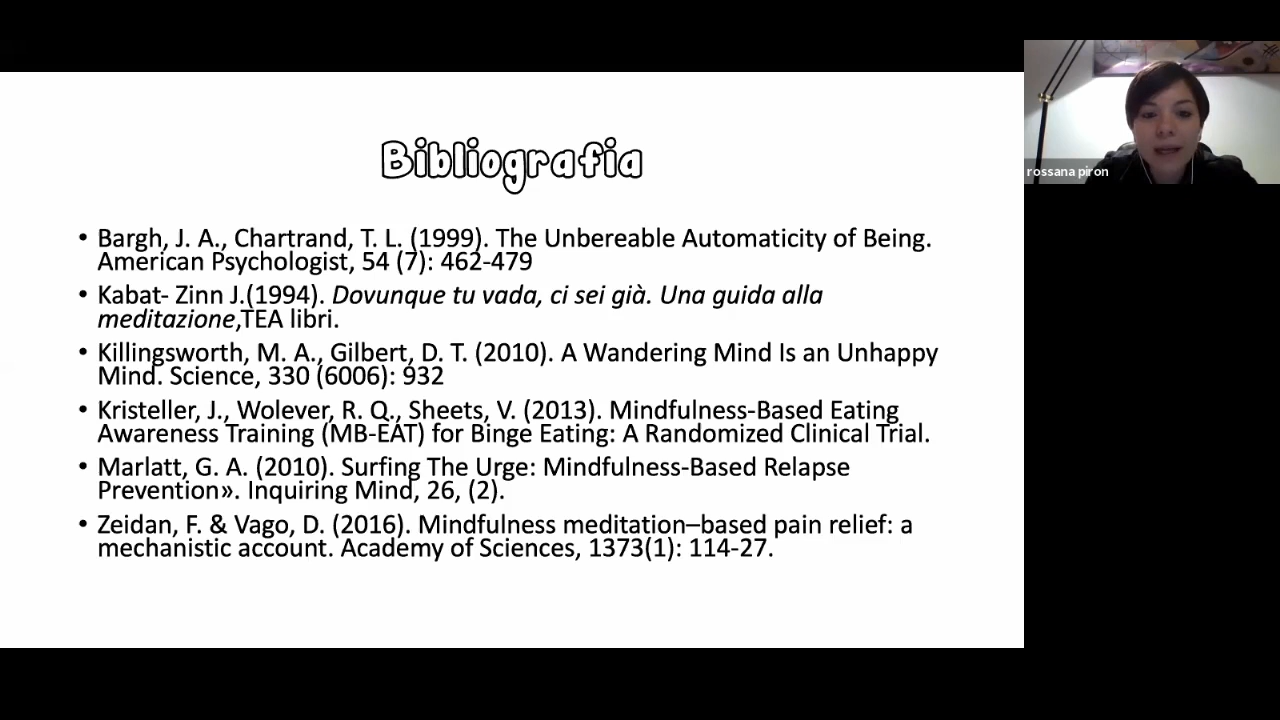 Bibliografia
• Bargh, J. A., Chartrand, T. L. (1999). The Unbereable Automaticity of Being.
American Psychologist, 54 (7): 462-479
• Kabat- Zinn J.(1994). Dovunque tu vada, ci sei già. Una guida alla
meditazione,TEA libri.
• Killingsworth, M. A., Gilbert, D. T. (2010). A Wandering Mind Is an Unhappy
Mind. Science, 330 (6006): 932
• Kristeller, J., Wolever, R. Q., Sheets, V. (2013). Mindfulness-Based Eating
Awareness Training (MB-EAT) for Binge Eating: A Randomized Clinical Trial.
• Marlatt, G. A. (2010). Surfing The Urge: Mindfulness-Based Relapse
Prevention». Inquiring Mind, 26, (2).
• Zeidan, F. & Vago, D. (2016). Mindfulness meditation–based pain relief: a
mechanistic account. Academy of Sciences, 1373(1): 114-27.
rossana piron